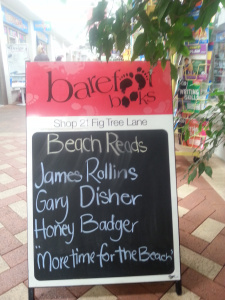 barefoot
books
Shop 21 Fig Tree Lane
Beach Reads
James Rollins
Gary Disher
Honey Badger
"More time for the Beach"